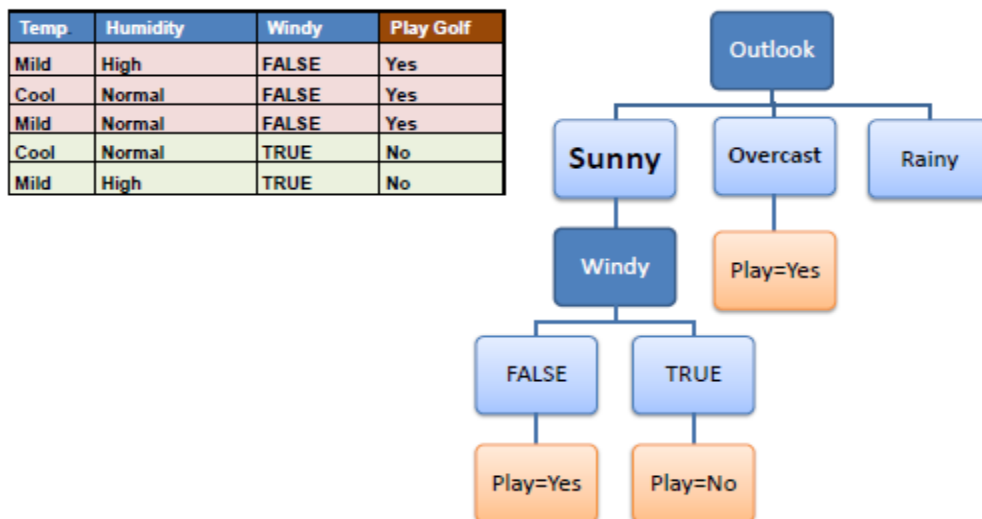 Temp. Humidity Windy Play Golf
Mild High FALSE Yes
Cool Normal FALSE Yes
Mild Normal FALSE Yes
Cool Normal TRUE No
Mild High TRUE No
Outlook
Sunny Overcast Rainy
Windy Play=Yes
FALSE TRUE
Play=Yes Play=No